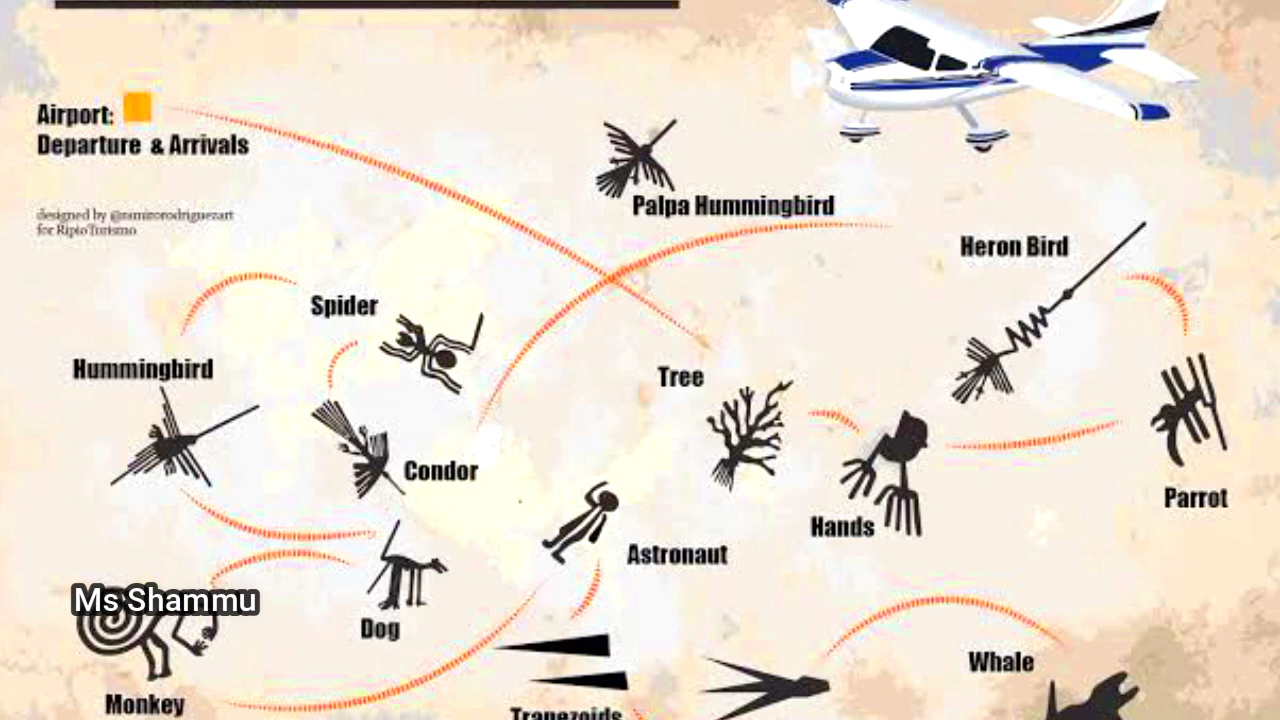 Airport:
Departure & Arrivals
designed by @ramirorodriguezart
for RipioTurismo
Palpa Hummingbird
Heron Bird
Spider
Hummingbird
Tree
Condor
Parrot
Hands
Astronaut
Ms Shammu
Dog
Whale
Monkey
Trapezoids